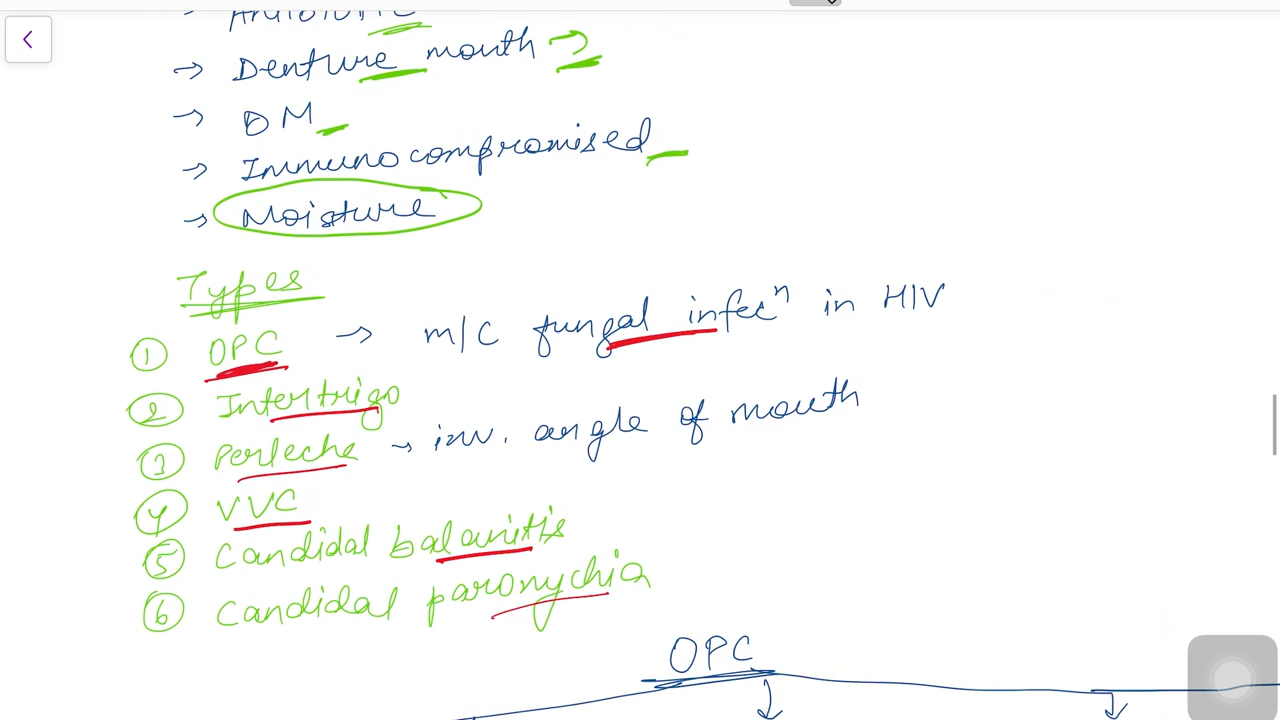 → Denture mouth
→ DM
→ Immunocompromised
→ Moisture
Types
① OPC → m/c fungal infecⁿ in HIV
② Intertrigo
③ Perleche → inv. angle of mouth
④ VVC
⑤ Candidal balanitis
⑥ Candidal paronychia
OPC